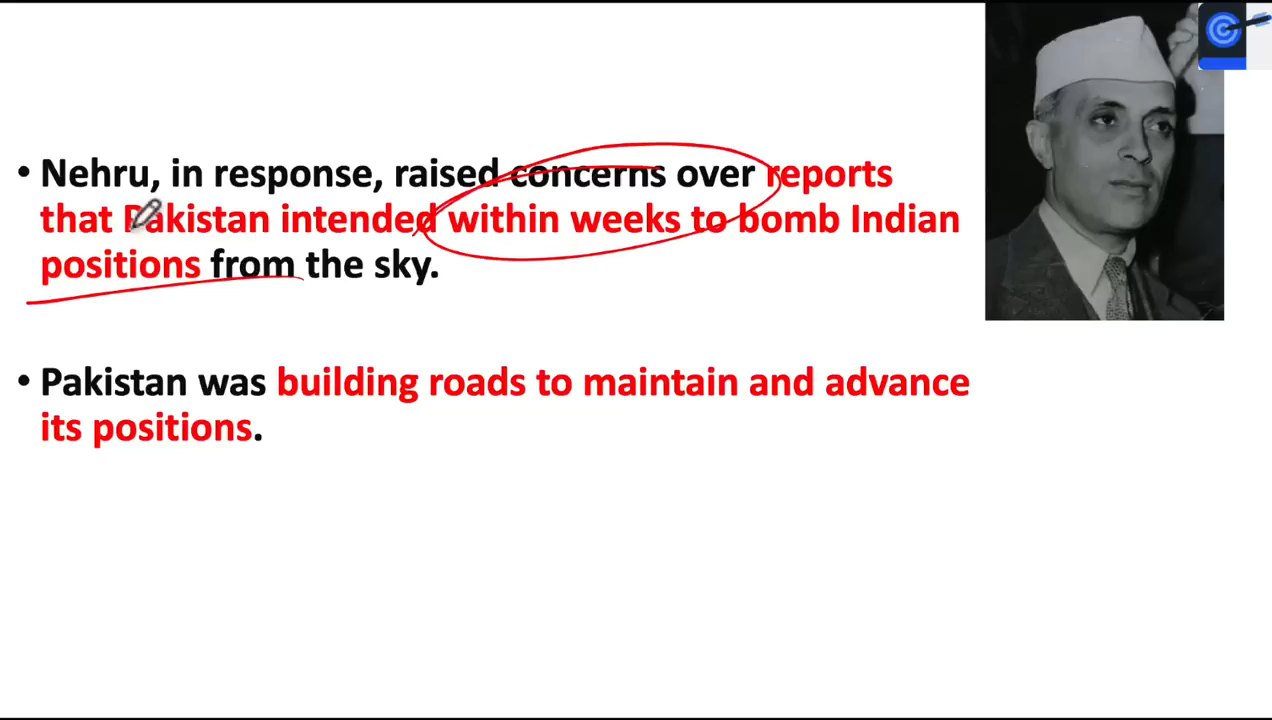 • Nehru, in response, raised concerns over reports
that Pakistan intended within weeks to bomb Indian
positions from the sky.
• Pakistan was building roads to maintain and advance
its positions.